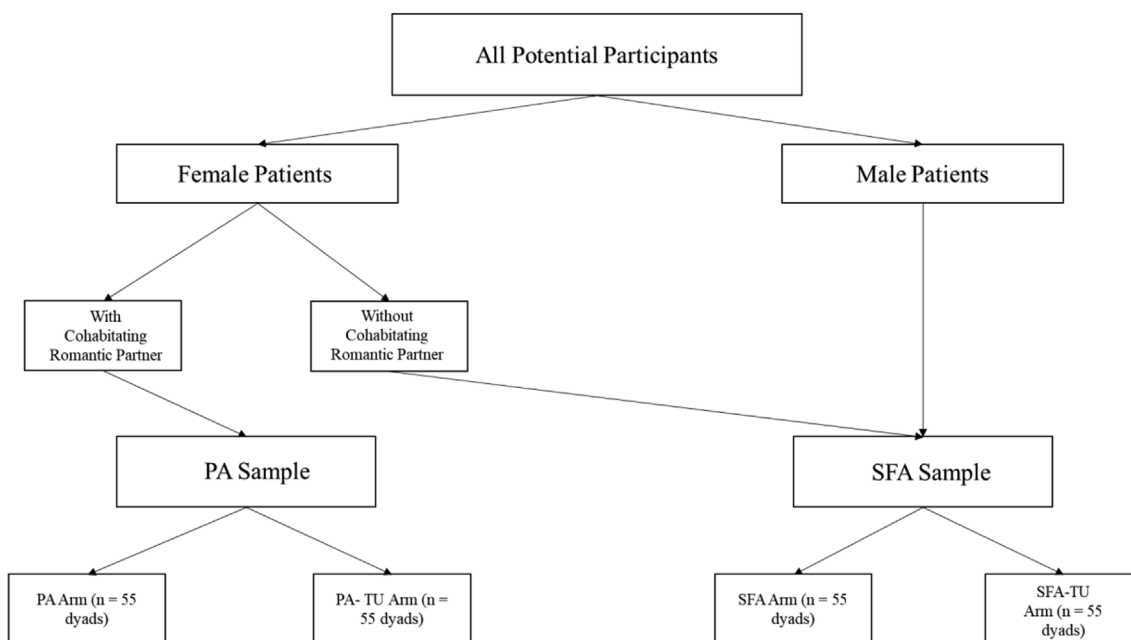 All Potential Participants
Female Patients
Male Patients
With
Cohabitating
Romantic Partner
Without
Cohabitating
Romantic Partner
PA Sample
SFA Sample
PA Arm (n = 55
dyads)
PA- TU Arm (n =
55 dyads)
SFA Arm (n = 55
dyads)
SFA-TU
Arm (n = 55
dyads)